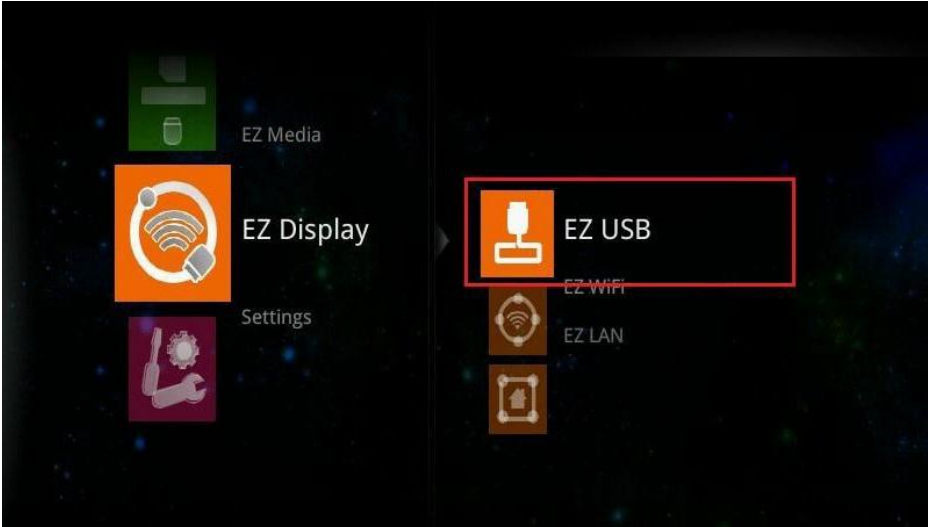 EZ Media
EZ Display
Settings
EZ USB
EZ WiFi
EZ LAN